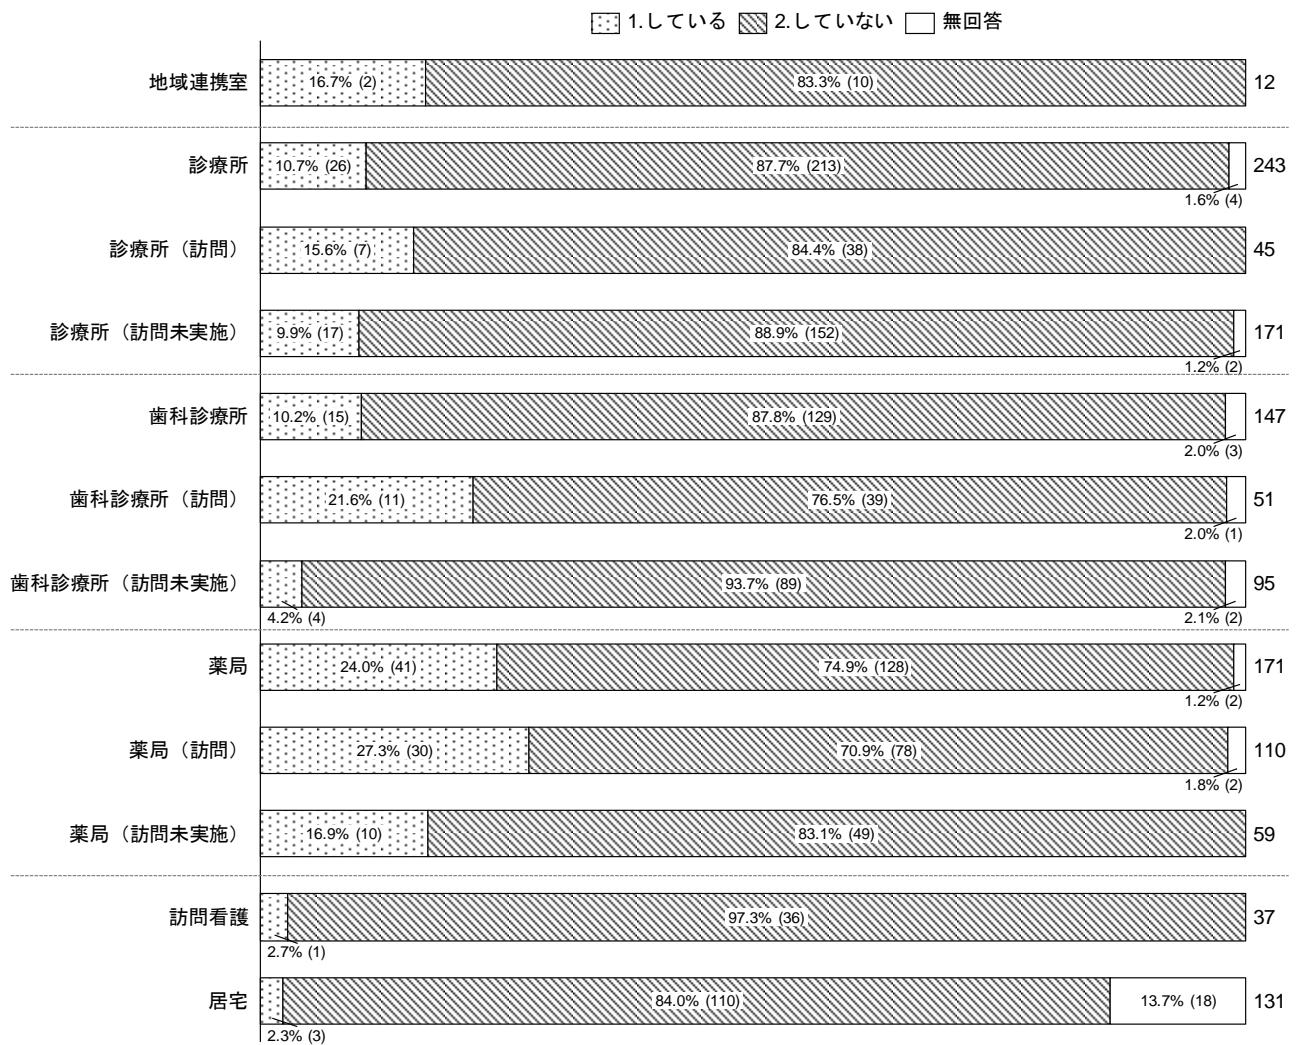 1.している 2.していない 無回答
地域連携室 16.7% (2) 83.3% (10) 12
診療所 10.7% (26) 87.7% (213) 243
1.6% (4)
診療所（訪問） 15.6% (7) 84.4% (38) 45
診療所（訪問未実施） 9.9% (17) 88.9% (152) 171
1.2% (2)
歯科診療所 10.2% (15) 87.8% (129) 147
2.0% (3)
歯科診療所（訪問） 21.6% (11) 76.5% (39) 51
2.0% (1)
歯科診療所（訪問未実施） 93.7% (89) 95
4.2% (4) 2.1% (2)
薬局 24.0% (41) 74.9% (128) 171
1.2% (2)
薬局（訪問） 27.3% (30) 70.9% (78) 110
1.8% (2)
薬局（訪問未実施） 16.9% (10) 83.1% (49) 59
訪問看護 97.3% (36) 37
2.7% (1)
居宅 84.0% (110) 13.7% (18) 131
2.3% (3)